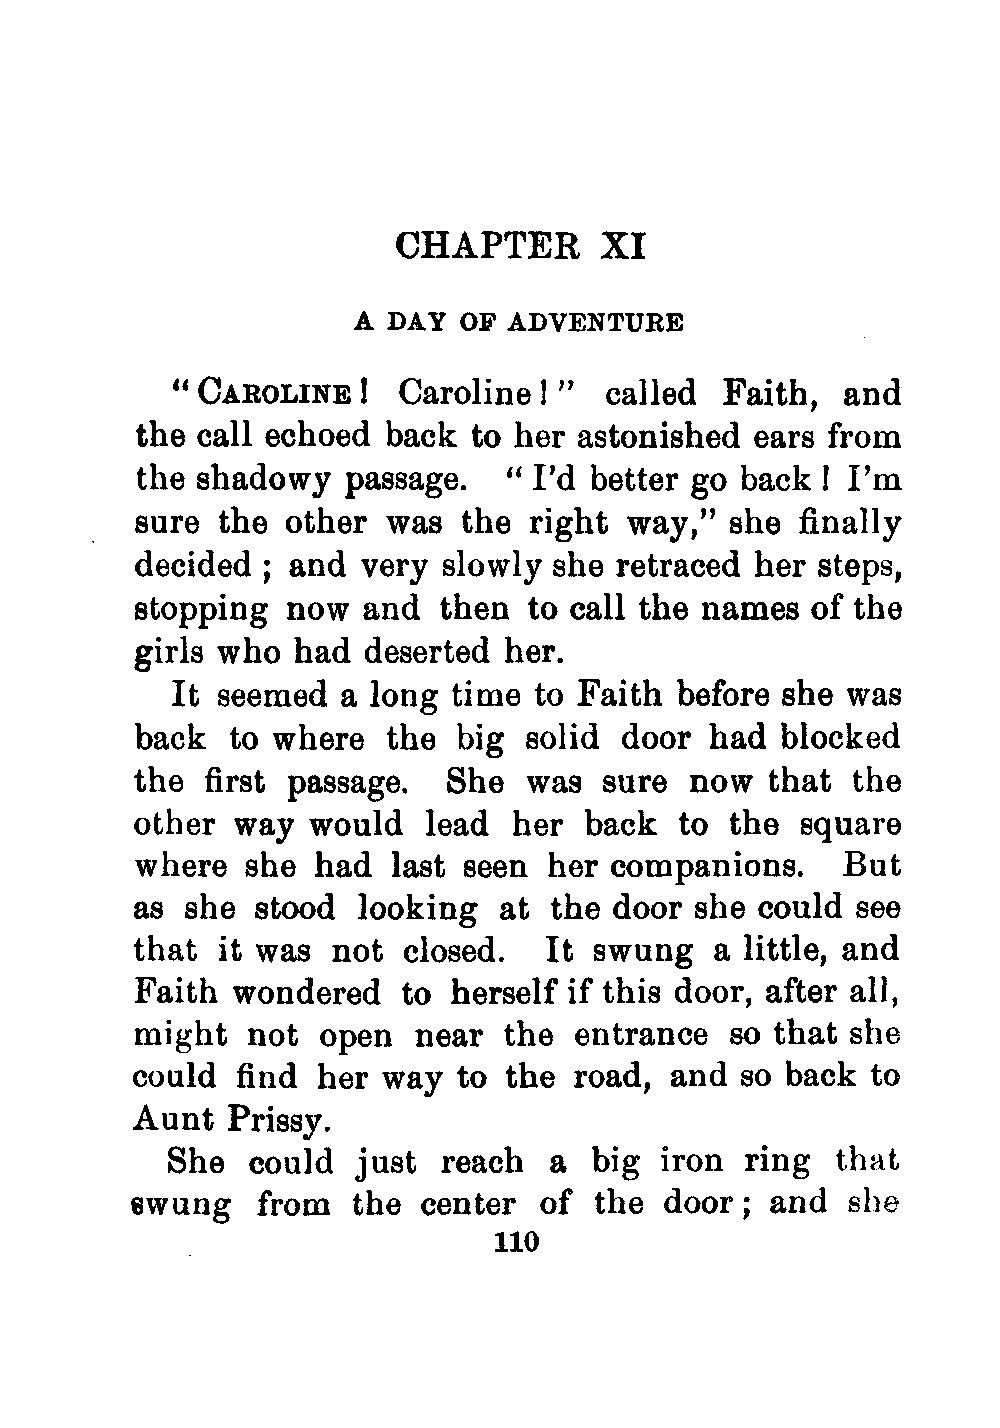 CHAPTER XI
A DAY OF ADVENTURE
“CAROLINE! Caroline!” called Faith, and
the call echoed back to her astonished ears from
the shadowy passage. “I'd better go back! I'm
sure the other was the right way,” she finally
decided; and very slowly she retraced her steps,
stopping now and then to call the names of the
girls who had deserted her.
It seemed a long time to Faith before she was
back to where the big solid door had blocked
the first passage. She was sure now that the
other way would lead her back to the square
where she had last seen her companions. But
as she stood looking at the door she could see
that it was not closed. It swung a little, and
Faith wondered to herself if this door, after all,
might not open near the entrance so that she
could find her way to the road, and so back to
Aunt Prissy.
She could just reach a big iron ring that
swung from the center of the door; and she
110